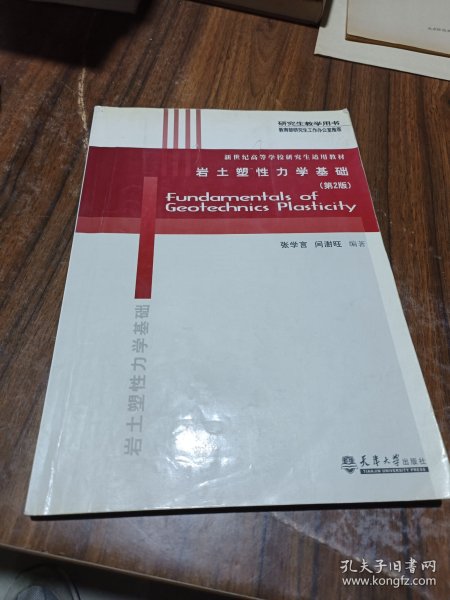 研究生教学用书
教育部研究生工作办公室推荐
新世纪高等学校研究生适用教材
岩土塑性力学基础
(第2版)
Fundamentals of
Geotechnics Plasticity
张学言 闫澍旺 编著
岩土塑性力学基础
天津大学出版社
TIANJIN UNIVERSITY PRESS
孔夫子旧书网
www.kongfz.com